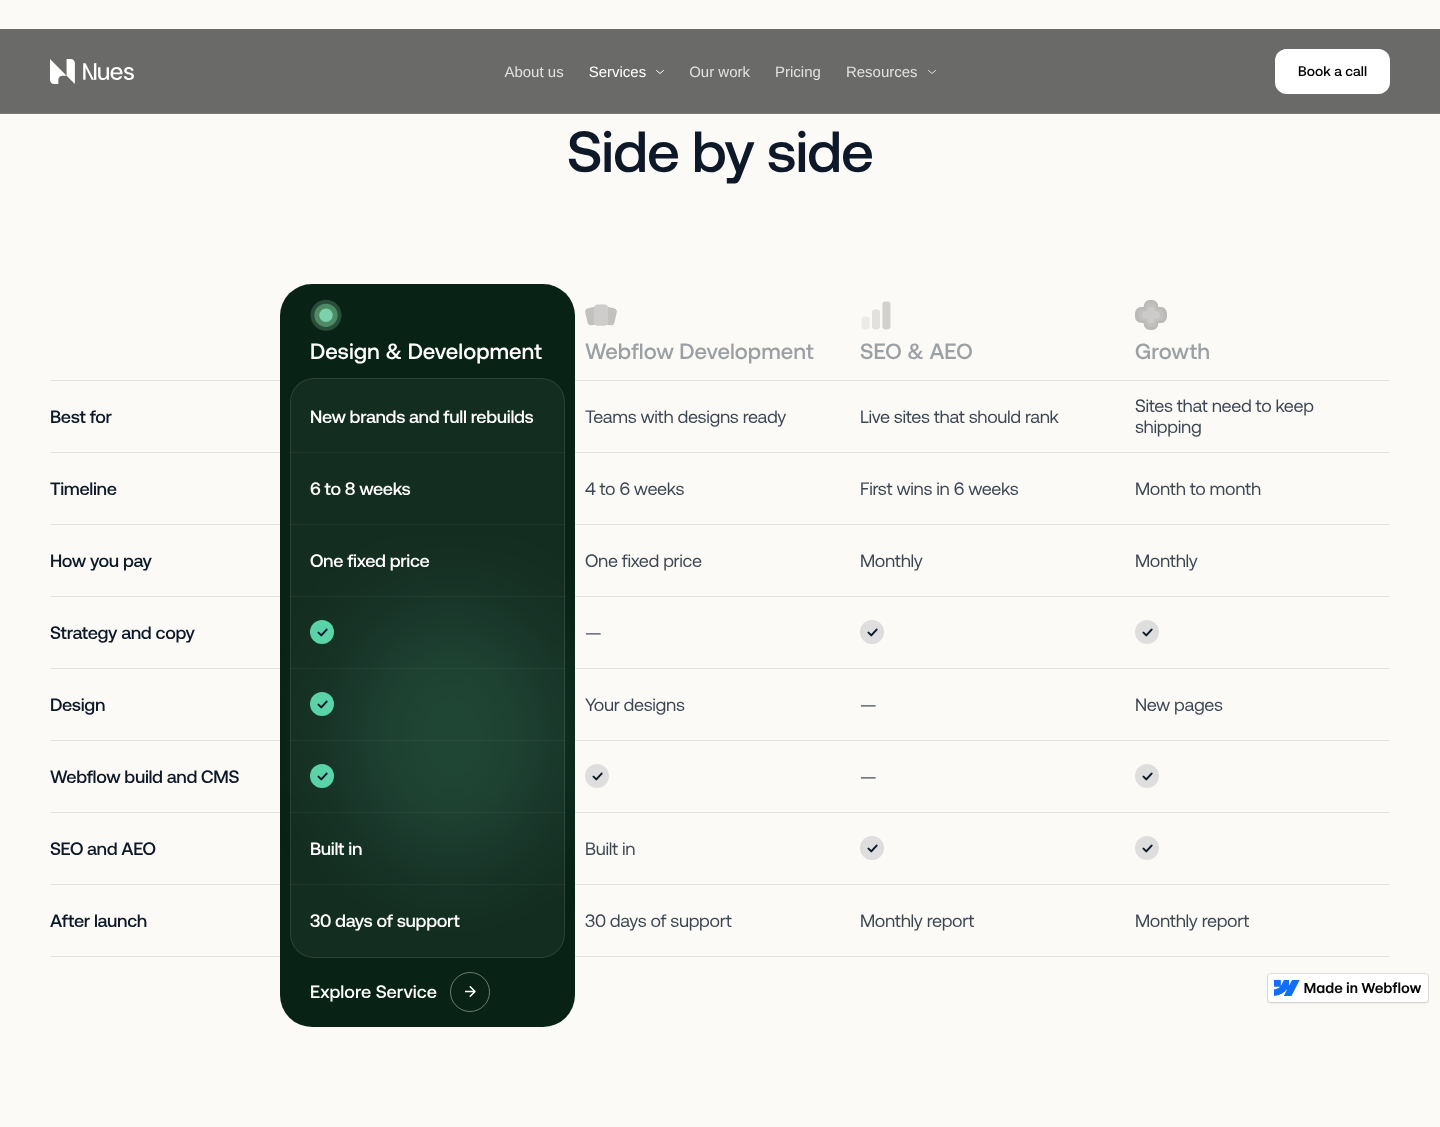 Nues
About us Services Our work Pricing Resources
Book a call
Side by side
Design & Development Webflow Development SEO & AEO Growth
Best for New brands and full rebuilds Teams with designs ready Live sites that should rank Sites that need to keep
shipping
Timeline 6 to 8 weeks 4 to 6 weeks First wins in 6 weeks Month to month
How you pay One fixed price One fixed price Monthly Monthly
Strategy and copy —
Design Your designs — New pages
Webflow build and CMS —
SEO and AEO Built in Built in
After launch 30 days of support 30 days of support Monthly report Monthly report
Explore Service
Made in Webflow